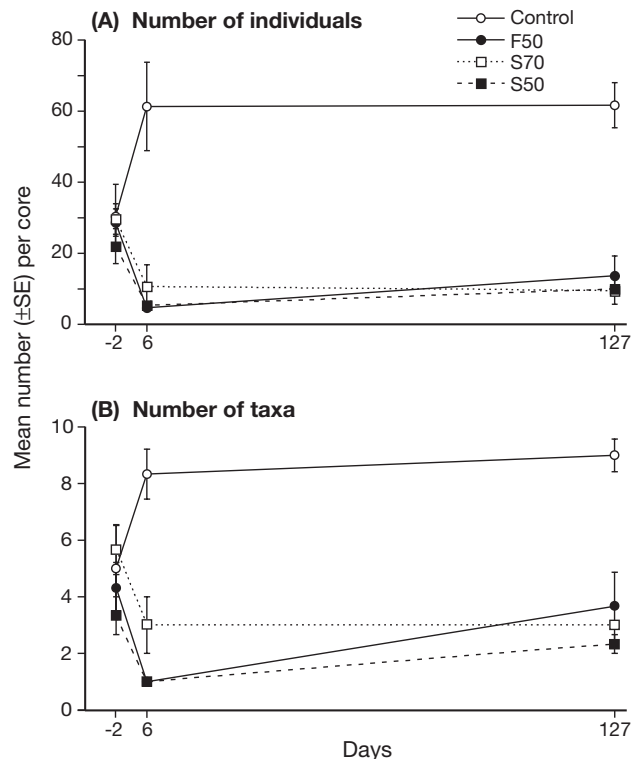 (A) Number of individuals
Control
F50
S70
S50
80
60
40
20
0
-2
6
127
Mean number (±SE) per core
(B) Number of taxa
10
8
6
4
2
0
-2
6
127
Days